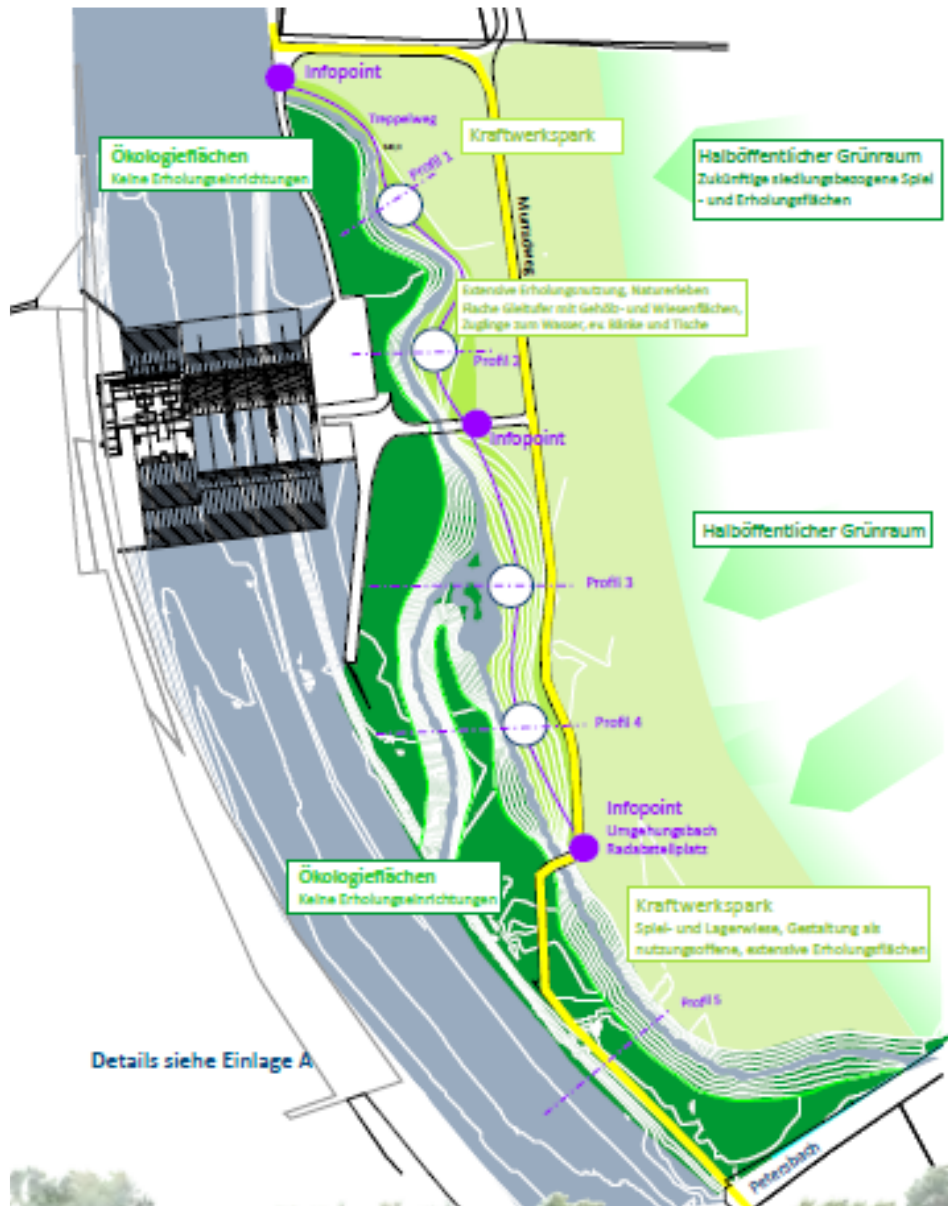 Infopoint
Treppelweg
Kraftwerkspark
Ökologieflächen
Keine Erholungseinrichtungen
Profil 1
Halböffentlicher Grünraum
Zukünftige siedlungsbezogene Spiel
- und Erholungsflächen
Extensive Erholungsnutzung, Naturerleben
Flache Gleitufer mit Gehölz- und Wiesenflächen,
Zugänge zum Wasser, ev. Bänke und Tische
Profil 2
Infopoint
Halböffentlicher Grünraum
Profil 3
Profil 4
Infopoint
Umgehungsbach
Radabstellplatz
Ökologieflächen
Keine Erholungseinrichtungen
Kraftwerkspark
Spiel- und Lagerwiese, Gestaltung als
nutzungsoffene, extensive Erholungsflächen
Profil 5
Details siehe Einlage A
Petersbach